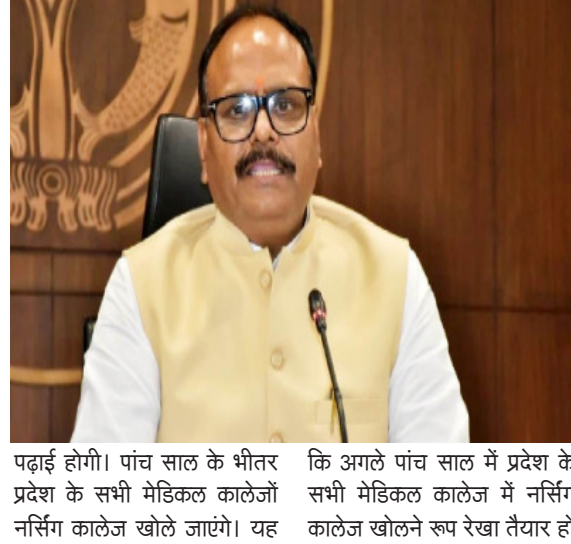 पढ़ाई होगी। पांच साल के भीतर
प्रदेश के सभी मेडिकल कालेजों
नर्सिंग कालेज खोले जाएंगे। यह
कि अगले पांच साल में प्रदेश के
सभी मेडिकल कालेज में नर्सिंग
कालेज खोलने रूप रेखा तैयार हो